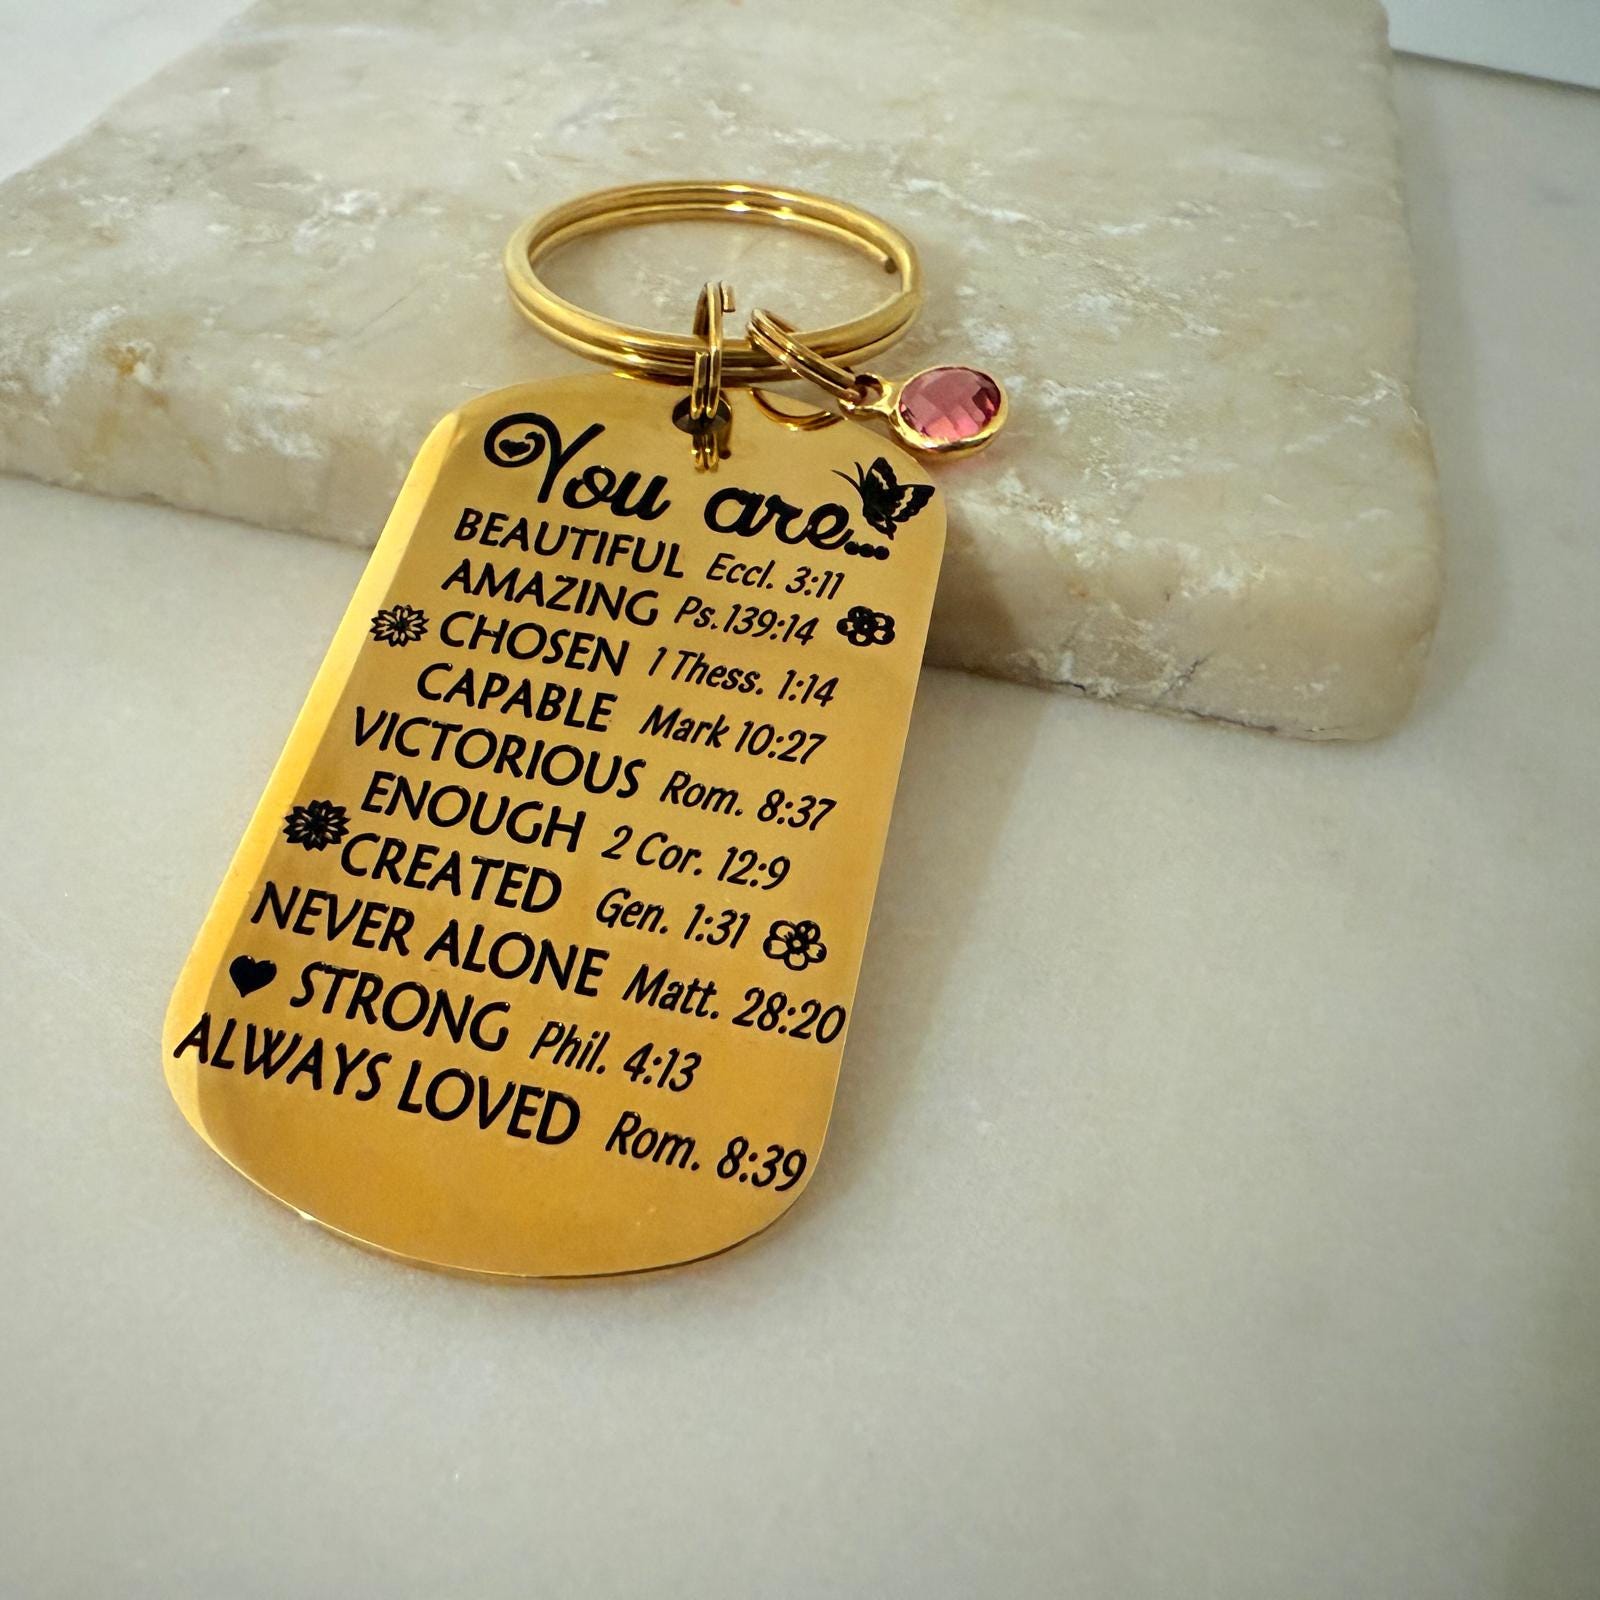 You are...
BEAUTIFUL Eccl. 3:11
AMAZING Ps.139:14
CHOSEN 1 Thess. 1:14
CAPABLE Mark 10:27
VICTORIOUS Rom. 8:37
ENOUGH 2 Cor. 12:9
CREATED Gen. 1:31
NEVER ALONE Matt. 28:20
STRONG Phil. 4:13
ALWAYS LOVED Rom. 8:39